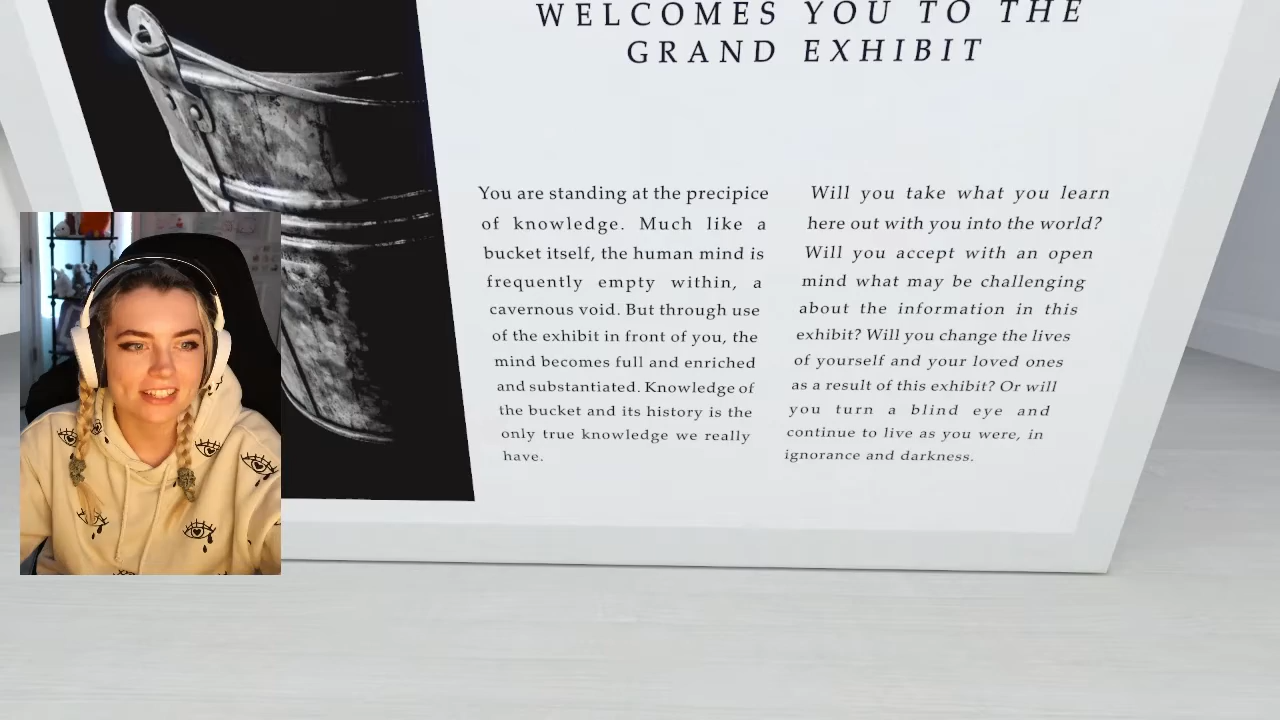 WELCOMES YOU TO THE
GRAND EXHIBIT
You are standing at the precipice
of knowledge. Much like a
bucket itself, the human mind is
frequently empty within, a
cavernous void. But through use
of the exhibit in front of you, the
mind becomes full and enriched
and substantiated. Knowledge of
the bucket and its history is the
only true knowledge we really
have.
Will you take what you learn
here out with you into the world?
Will you accept with an open
mind what may be challenging
about the information in this
exhibit? Will you change the lives
of yourself and your loved ones
as a result of this exhibit? Or will
you turn a blind eye and
continue to live as you were, in
ignorance and darkness.